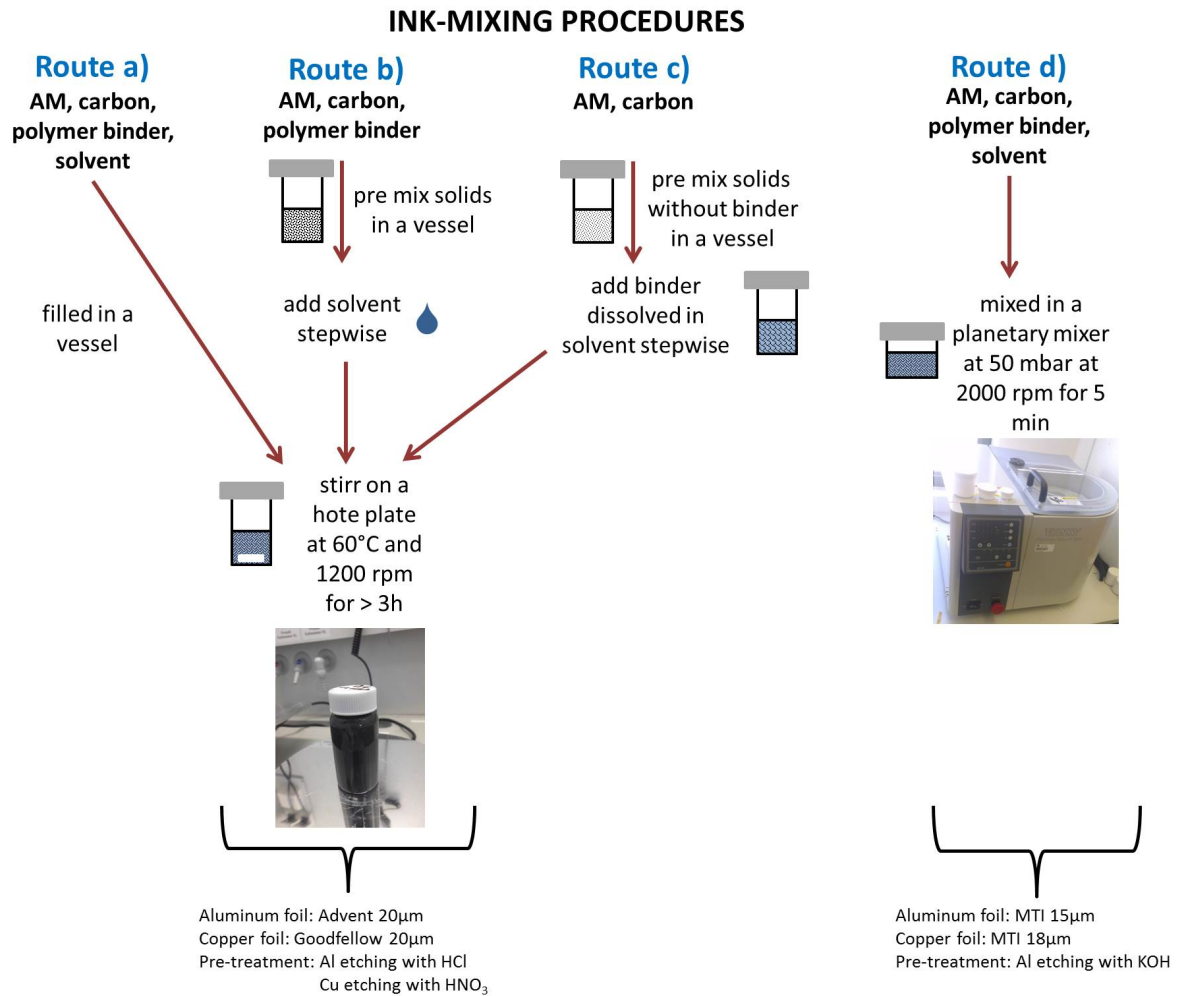 INK-MIXING PROCEDURES
Route a)
AM, carbon,
polymer binder,
solvent
filled in a
vessel
Route b)
AM, carbon,
polymer binder
pre mix solids
in a vessel
add solvent
stepwise
Route c)
AM, carbon
pre mix solids
without binder
in a vessel
add binder
dissolved in
solvent stepwise
stirr on a
hote plate
at 60°C and
1200 rpm
for > 3h
Aluminum foil: Advent 20µm
Copper foil: Goodfellow 20µm
Pre-treatment: Al etching with HCl
Cu etching with HNO₃
Route d)
AM, carbon,
polymer binder,
solvent
mixed in a
planetary mixer
at 50 mbar at
2000 rpm for 5
min
Aluminum foil: MTI 15µm
Copper foil: MTI 18µm
Pre-treatment: Al etching with KOH